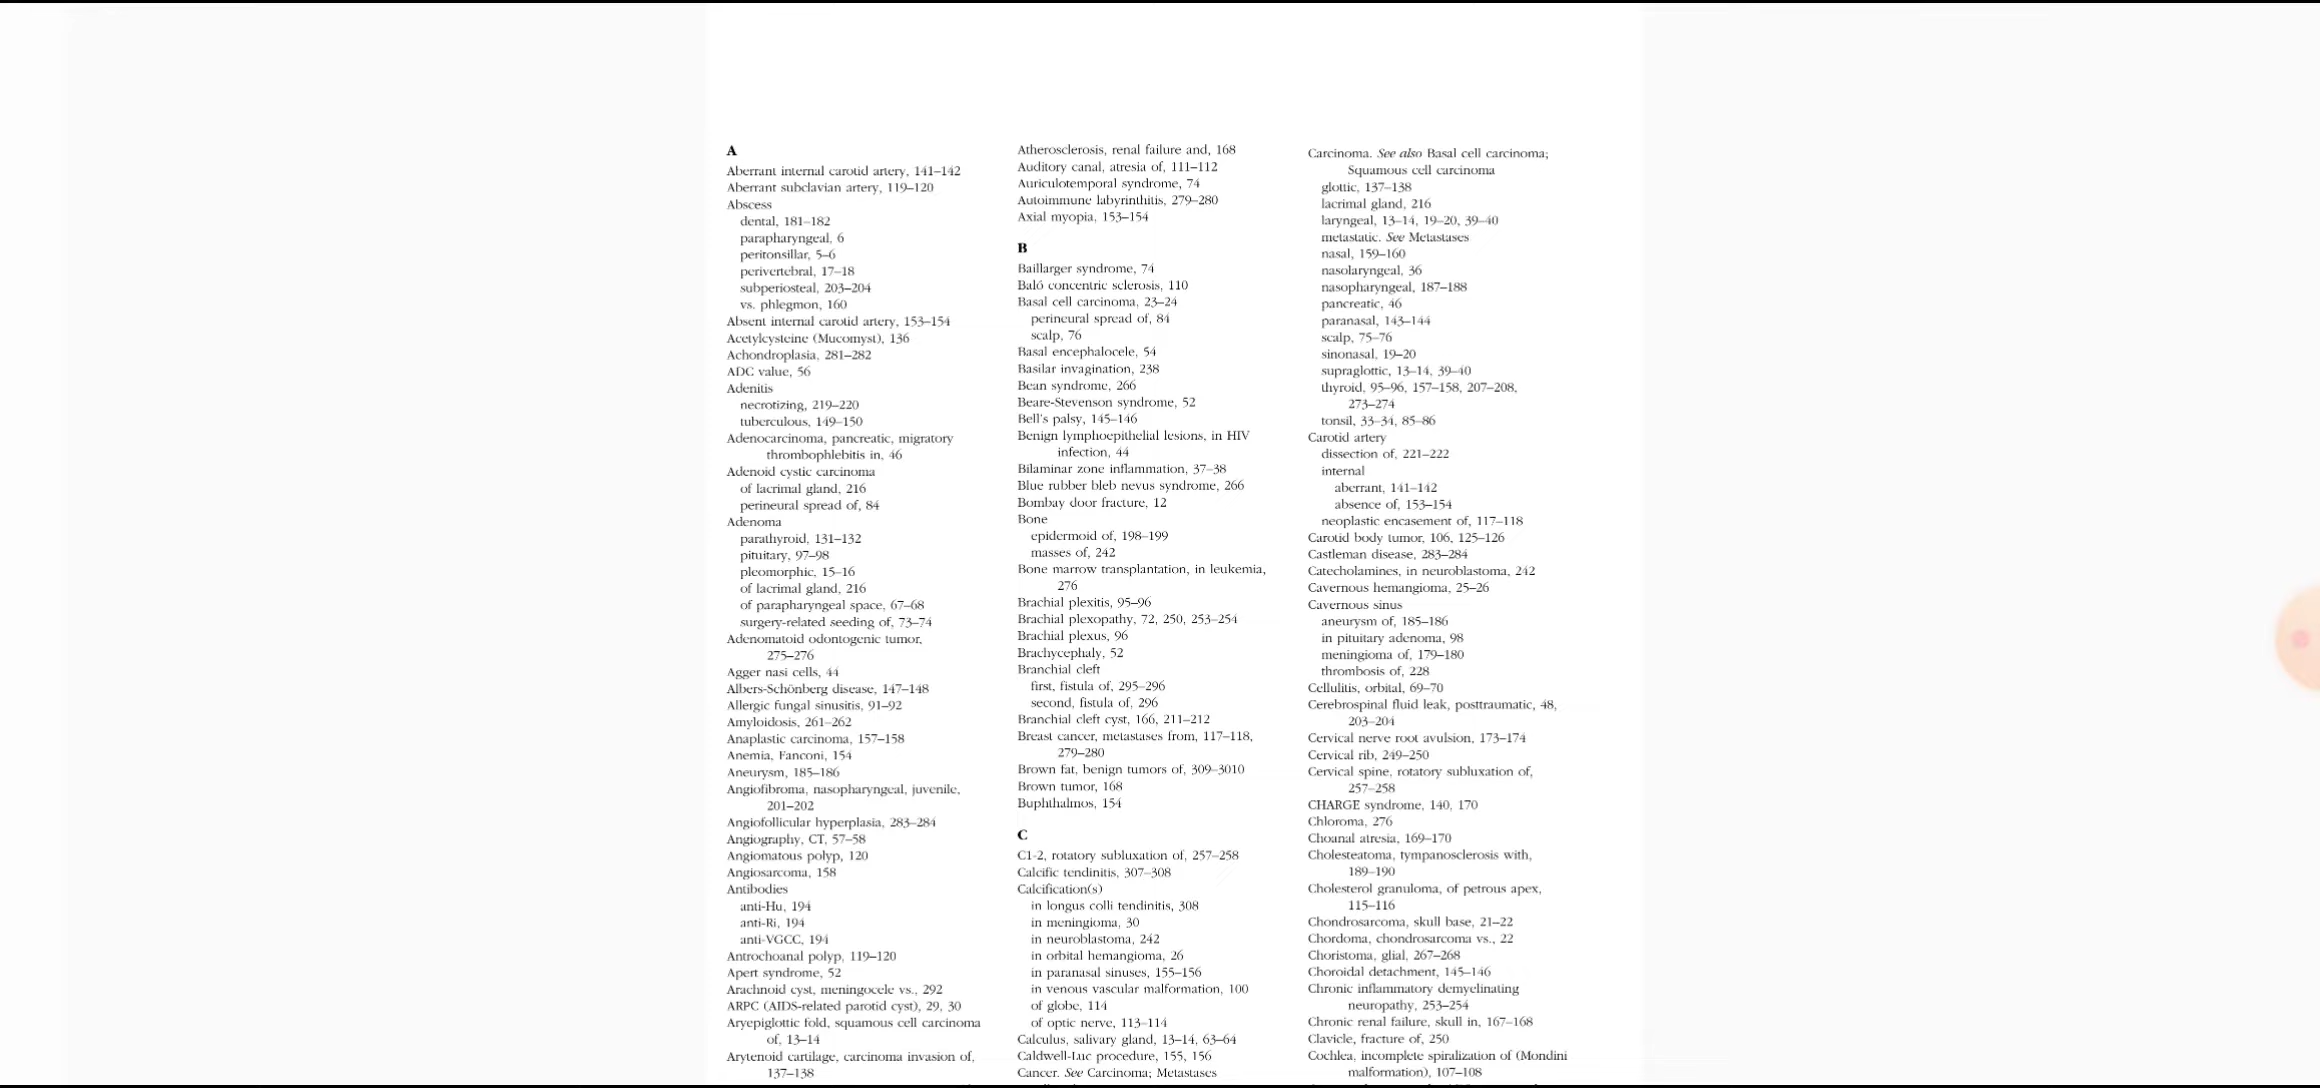 A
Aberrant internal carotid artery, 141–142
Aberrant subclavian artery, 119–120
Abscess
dental, 181–182
parapharyngeal, 6
peritonsillar, 5–6
perivertebral, 17–18
subperiosteal, 203–204
vs. phlegmon, 160
Absent internal carotid artery, 153–154
Acetylcysteine (Mucomyst), 136
Achondroplasia, 281–282
ADC value, 56
Adenitis
necrotizing, 219–220
tuberculous, 149–150
Adenocarcinoma, pancreatic, migratory
thrombophlebitis in, 46
Adenoid cystic carcinoma
of lacrimal gland, 216
perineural spread of, 84
Adenoma
parathyroid, 131–132
pituitary, 97–98
pleomorphic, 15–16
of lacrimal gland, 216
of parapharyngeal space, 67–68
surgery-related seeding of, 73–74
Adenomatoid odontogenic tumor,
275–276
Agger nasi cells, 44
Albers-Schönberg disease, 147–148
Allergic fungal sinusitis, 91–92
Amyloidosis, 261–262
Anaplastic carcinoma, 157–158
Anemia, Fanconi, 154
Aneurysm, 185–186
Angiofibroma, nasopharyngeal, juvenile,
201–202
Angiofollicular hyperplasia, 283–284
Angiography, CT, 57–58
Angiomatous polyp, 120
Angiosarcoma, 158
Antibodies
anti-Hu, 194
anti-Ri, 194
anti-VGCC, 194
Antrochoanal polyp, 119–120
Apert syndrome, 52
Arachnoid cyst, meningocele vs., 292
ARPC (AIDS-related parotid cyst), 29, 30
Aryepiglottic fold, squamous cell carcinoma
of, 13–14
Arytenoid cartilage, carcinoma invasion of,
137–138
Atherosclerosis, renal failure and, 168
Auditory canal, atresia of, 111–112
Auriculotemporal syndrome, 74
Autoimmune labyrinthitis, 279–280
Axial myopia, 153–154
B
Baillarger syndrome, 74
Baló concentric sclerosis, 110
Basal cell carcinoma, 23–24
perineural spread of, 84
scalp, 76
Basal encephalocele, 54
Basilar invagination, 238
Bean syndrome, 266
Beare-Stevenson syndrome, 52
Bell's palsy, 145–146
Benign lymphoepithelial lesions, in HIV
infection, 44
Bilaminar zone inflammation, 37–38
Blue rubber bleb nevus syndrome, 266
Bombay door fracture, 12
Bone
epidermoid of, 198–199
masses of, 242
Bone marrow transplantation, in leukemia,
276
Brachial plexitis, 95–96
Brachial plexopathy, 72, 250, 253–254
Brachial plexus, 96
Brachycephaly, 52
Branchial cleft
first, fistula of, 295–296
second, fistula of, 296
Branchial cleft cyst, 166, 211–212
Breast cancer, metastases from, 117–118,
279–280
Brown fat, benign tumors of, 309–3010
Brown tumor, 168
Buphthalmos, 154
C
C1-2, rotatory subluxation of, 257–258
Calcific tendinitis, 307–308
Calcification(s)
in longus colli tendinitis, 308
in meningioma, 30
in neuroblastoma, 242
in orbital hemangioma, 26
in paranasal sinuses, 155–156
in venous vascular malformation, 100
of globe, 114
of optic nerve, 113–114
Calculus, salivary gland, 13–14, 63–64
Caldwell-Luc procedure, 155, 156
Cancer. See Carcinoma; Metastases
Carcinoma. See also Basal cell carcinoma;
Squamous cell carcinoma
glottic, 137–138
lacrimal gland, 216
laryngeal, 13–14, 19–20, 39–40
metastatic. See Metastases
nasal, 159–160
nasolaryngeal, 36
nasopharyngeal, 187–188
pancreatic, 46
paranasal, 143–144
scalp, 75–76
sinonasal, 19–20
supraglottic, 13–14, 39–40
thyroid, 95–96, 157–158, 207–208,
273–274
tonsil, 33–34, 85–86
Carotid artery
dissection of, 221–222
internal
aberrant, 141–142
absence of, 153–154
neoplastic encasement of, 117–118
Carotid body tumor, 106, 125–126
Castleman disease, 283–284
Catecholamines, in neuroblastoma, 242
Cavernous hemangioma, 25–26
Cavernous sinus
aneurysm of, 185–186
in pituitary adenoma, 98
meningioma of, 179–180
thrombosis of, 228
Cellulitis, orbital, 69–70
Cerebrospinal fluid leak, posttraumatic, 48,
203–204
Cervical nerve root avulsion, 173–174
Cervical rib, 249–250
Cervical spine, rotatory subluxation of,
257–258
CHARGE syndrome, 140, 170
Chloroma, 276
Choanal atresia, 169–170
Cholesteatoma, tympanosclerosis with,
189–190
Cholesterol granuloma, of petrous apex,
115–116
Chondrosarcoma, skull base, 21–22
Chordoma, chondrosarcoma vs., 22
Choristoma, glial, 267–268
Choroidal detachment, 145–146
Chronic inflammatory demyelinating
neuropathy, 253–254
Chronic renal failure, skull in, 167–168
Clavicle, fracture of, 250
Cochlea, incomplete spiralization of (Mondini
malformation), 107–108